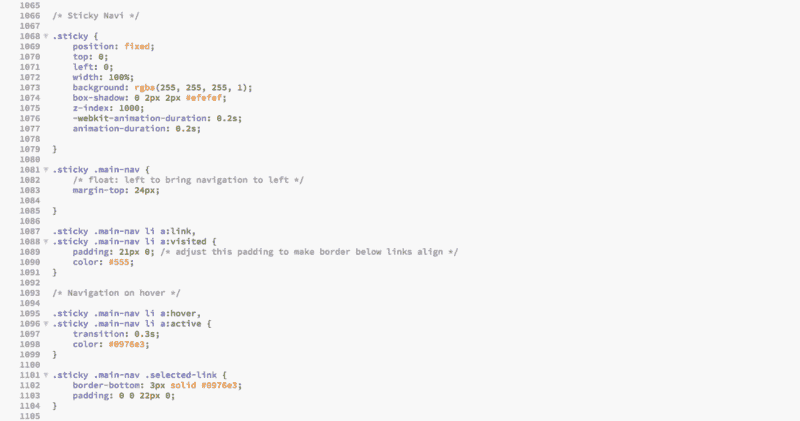 1065
1066 /* Sticky Navi */
1067
1068 .sticky {
1069 position: fixed;
1070 top: 0;
1071 left: 0;
1072 width: 100%;
1073 background: rgba(255, 255, 255, 1);
1074 box-shadow: 0 2px 2px #efefef;
1075 z-index: 1000;
1076 -webkit-animation-duration: 0.2s;
1077 animation-duration: 0.2s;
1078
1079 }
1080
1081 .sticky .main-nav {
1082 /* float: left to bring navigation to left */
1083 margin-top: 24px;
1084
1085 }
1086
1087 .sticky .main-nav li a:link,
1088 .sticky .main-nav li a:visited {
1089 padding: 21px 0; /* adjust this padding to make border below links align */
1090 color: #555;
1091 }
1092
1093 /* Navigation on hover */
1094
1095 .sticky .main-nav li a:hover,
1096 .sticky .main-nav li a:active {
1097 transition: 0.3s;
1098 color: #0976e3;
1099 }
1100
1101 .sticky .main-nav .selected-link {
1102 border-bottom: 3px solid #0976e3;
1103 padding: 0 0 22px 0;
1104 }
1105